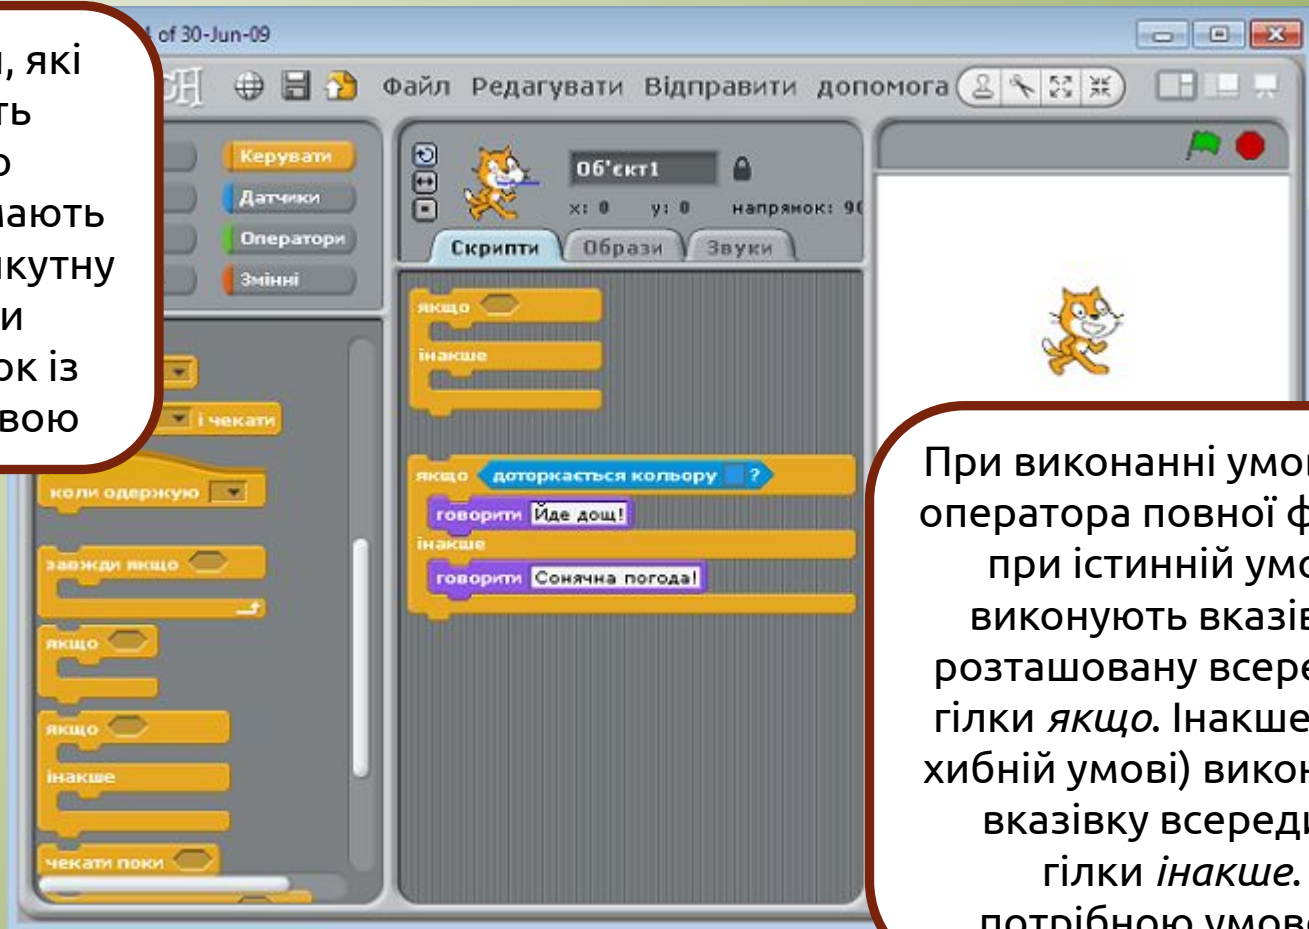 , які
ть
мають
кутну
ок із
вою
of 30-Jun-09
Файл Редагувати Відправити допомога
Керувати
Датчики
Оператори
Змінні
і чекати
коли одержую
завжди якщо
якщо
якщо
інакше
чекати поки
Об'єкт1
x: 0 y: 0 напрямок: 90
Скрипти Образи Звуки
якщо
інакше
якщо доторкається кольору ?
говорити Йде дощ!
інакше
говорити Сонячна погода!
При виконанні умов
оператора повної ф
при істинній умо
виконують вказів
розташовану всере
гілки якщо. Інакше
хибній умові) викон
вказівку всереди
гілки інакше.
потрібною умов